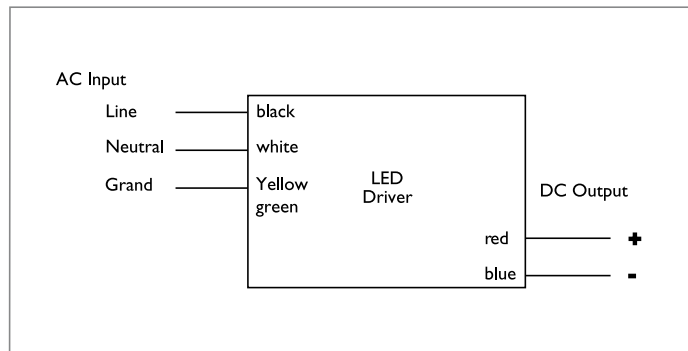 AC Input
Line
black
Neutral
white
Grand
Yellow
green
LED
Driver
DC Output
red
+
blue
-